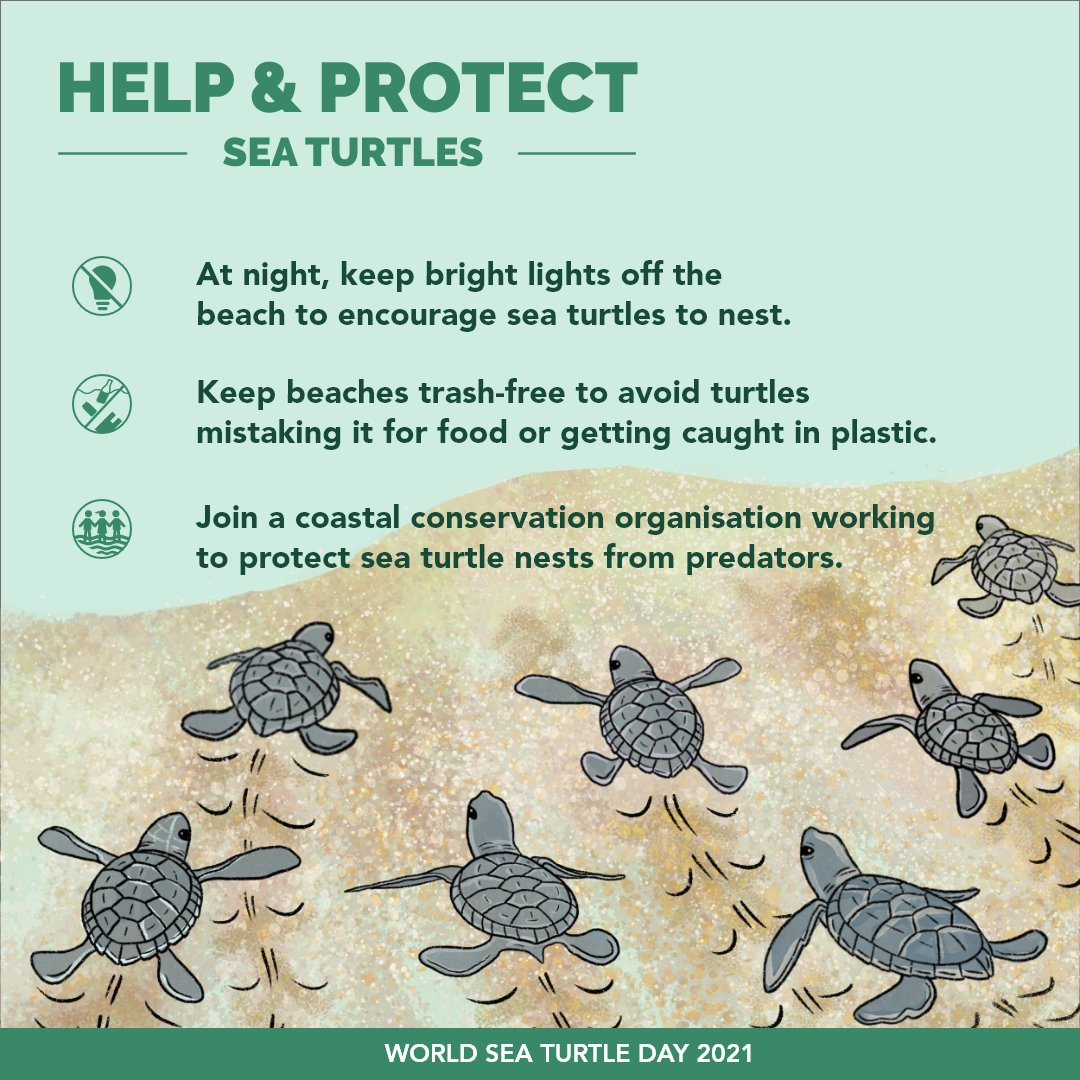 HELP & PROTECT
SEA TURTLES
At night, keep bright lights off the
beach to encourage sea turtles to nest.
Keep beaches trash-free to avoid turtles
mistaking it for food or getting caught in plastic.
Join a coastal conservation organisation working
to protect sea turtle nests from predators.
WORLD SEA TURTLE DAY 2021